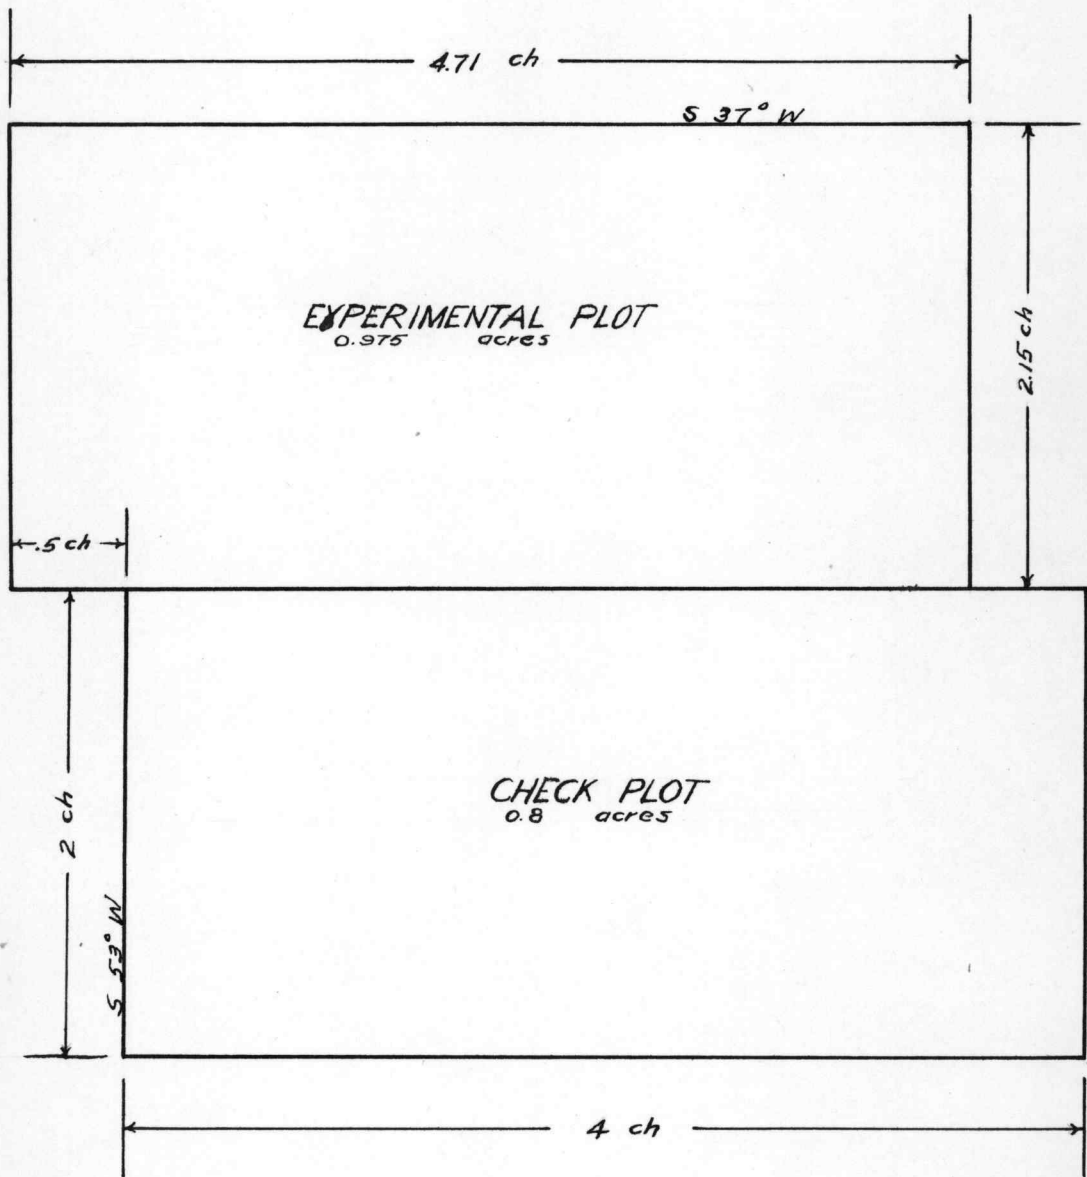 4.71 ch
S 37° W
EXPERIMENTAL PLOT
0.975 acres
2.15 ch
.5 ch
2 ch
CHECK PLOT
0.8 acres
S 53° W
4 ch